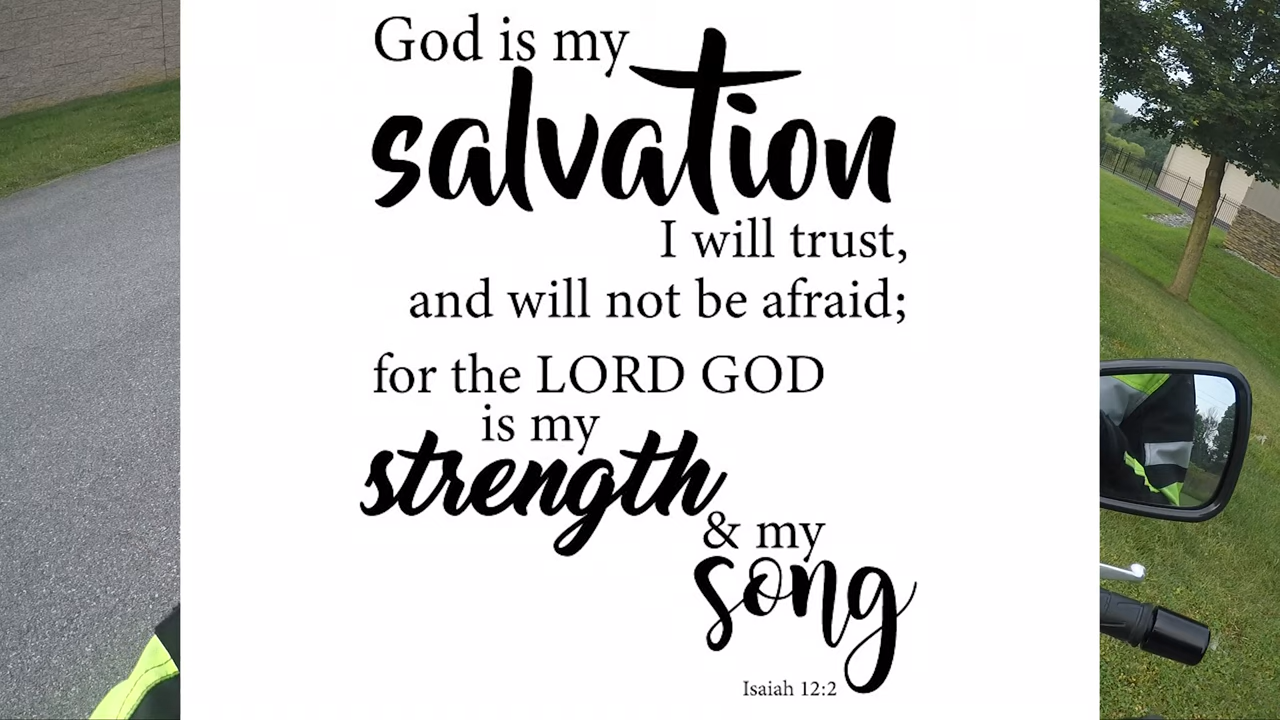 God is my
salvation
I will trust,
and will not be afraid;
for the LORD GOD
is my
strength
& my
song
Isaiah 12:2